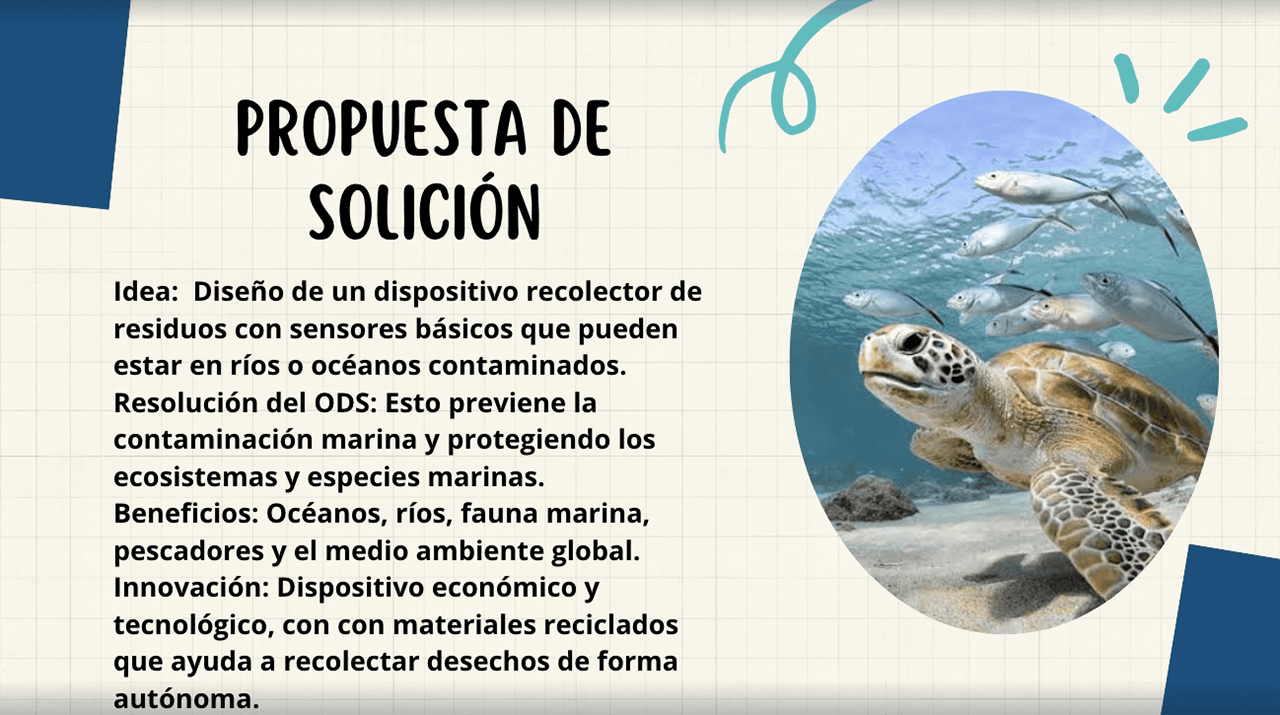 PROPUESTA DE
SOLICIÓN
Idea:  Diseño de un dispositivo recolector de
residuos con sensores básicos que pueden
estar en ríos o océanos contaminados.
Resolución del ODS: Esto previene la
contaminación marina y protegiendo los
ecosistemas y especies marinas.
Beneficios: Océanos, ríos, fauna marina,
pescadores y el medio ambiente global.
Innovación: Dispositivo económico y
tecnológico, con con materiales reciclados
que ayuda a recolectar desechos de forma
autónoma.